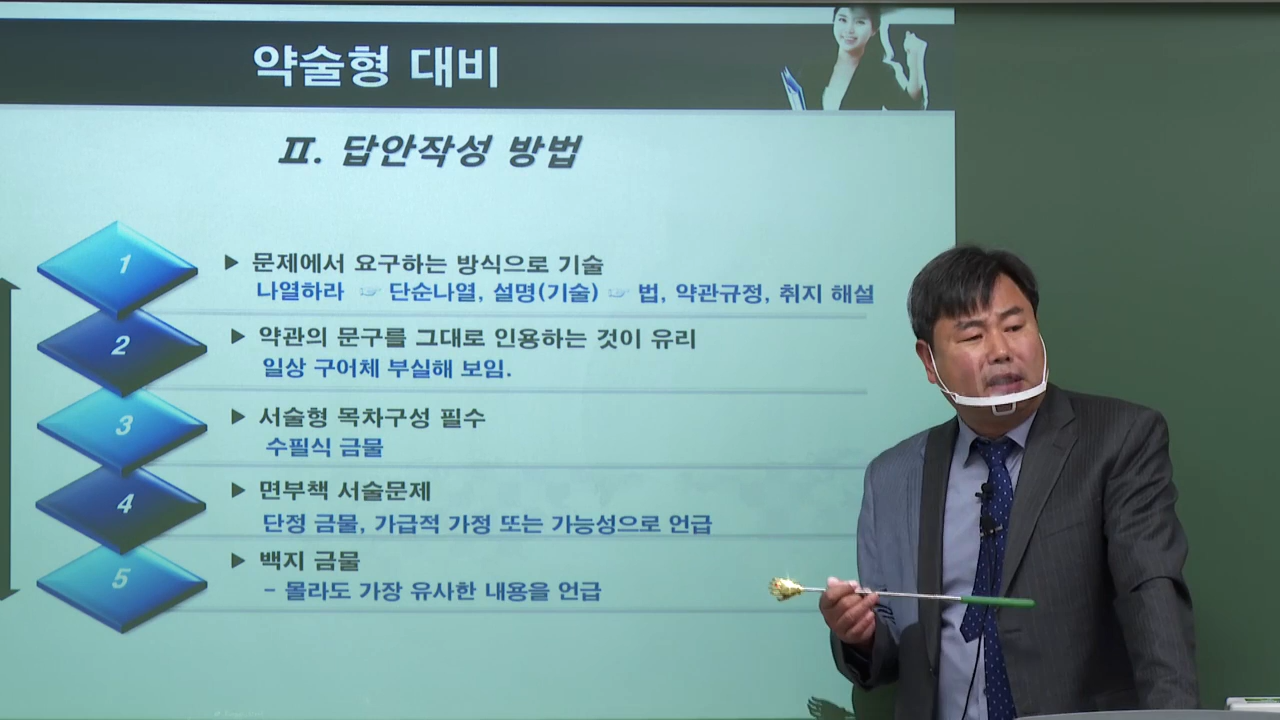 약술형 대비
Ⅱ. 답안작성 방법
1
▶ 문제에서 요구하는 방식으로 기술
나열하라 ☞ 단순나열, 설명(기술) ☞ 법, 약관규정, 취지 해설
2
▶ 약관의 문구를 그대로 인용하는 것이 유리
일상 구어체 부실해 보임.
3
▶ 서술형 목차구성 필수
수필식 금물
4
▶ 면부책 서술문제
단정 금물, 가급적 가정 또는 가능성으로 언급
5
▶ 백지 금물
- 몰라도 가장 유사한 내용을 언급